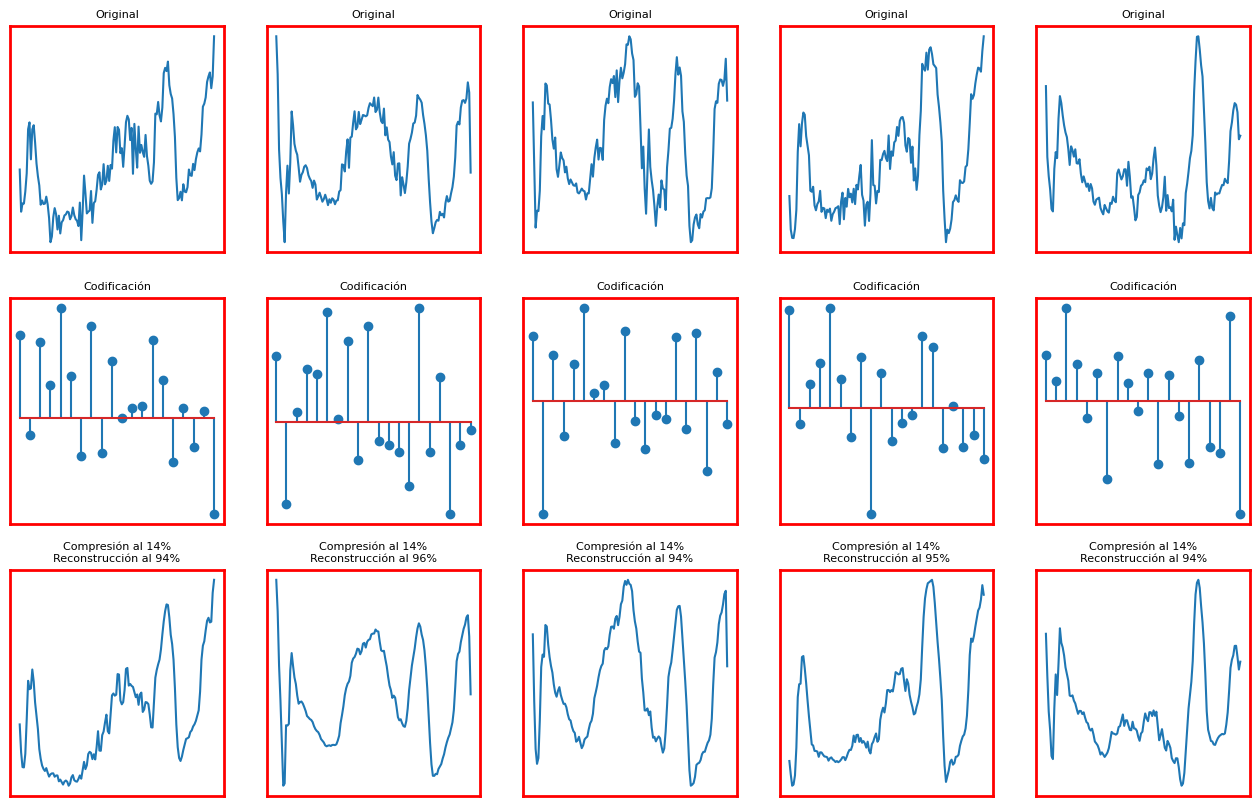 Original
Original
Original
Original
Original
Codificación
Codificación
Codificación
Codificación
Codificación
Compresión al 14%
Reconstrucción al 94%
Compresión al 14%
Reconstrucción al 96%
Compresión al 14%
Reconstrucción al 94%
Compresión al 14%
Reconstrucción al 95%
Compresión al 14%
Reconstrucción al 94%